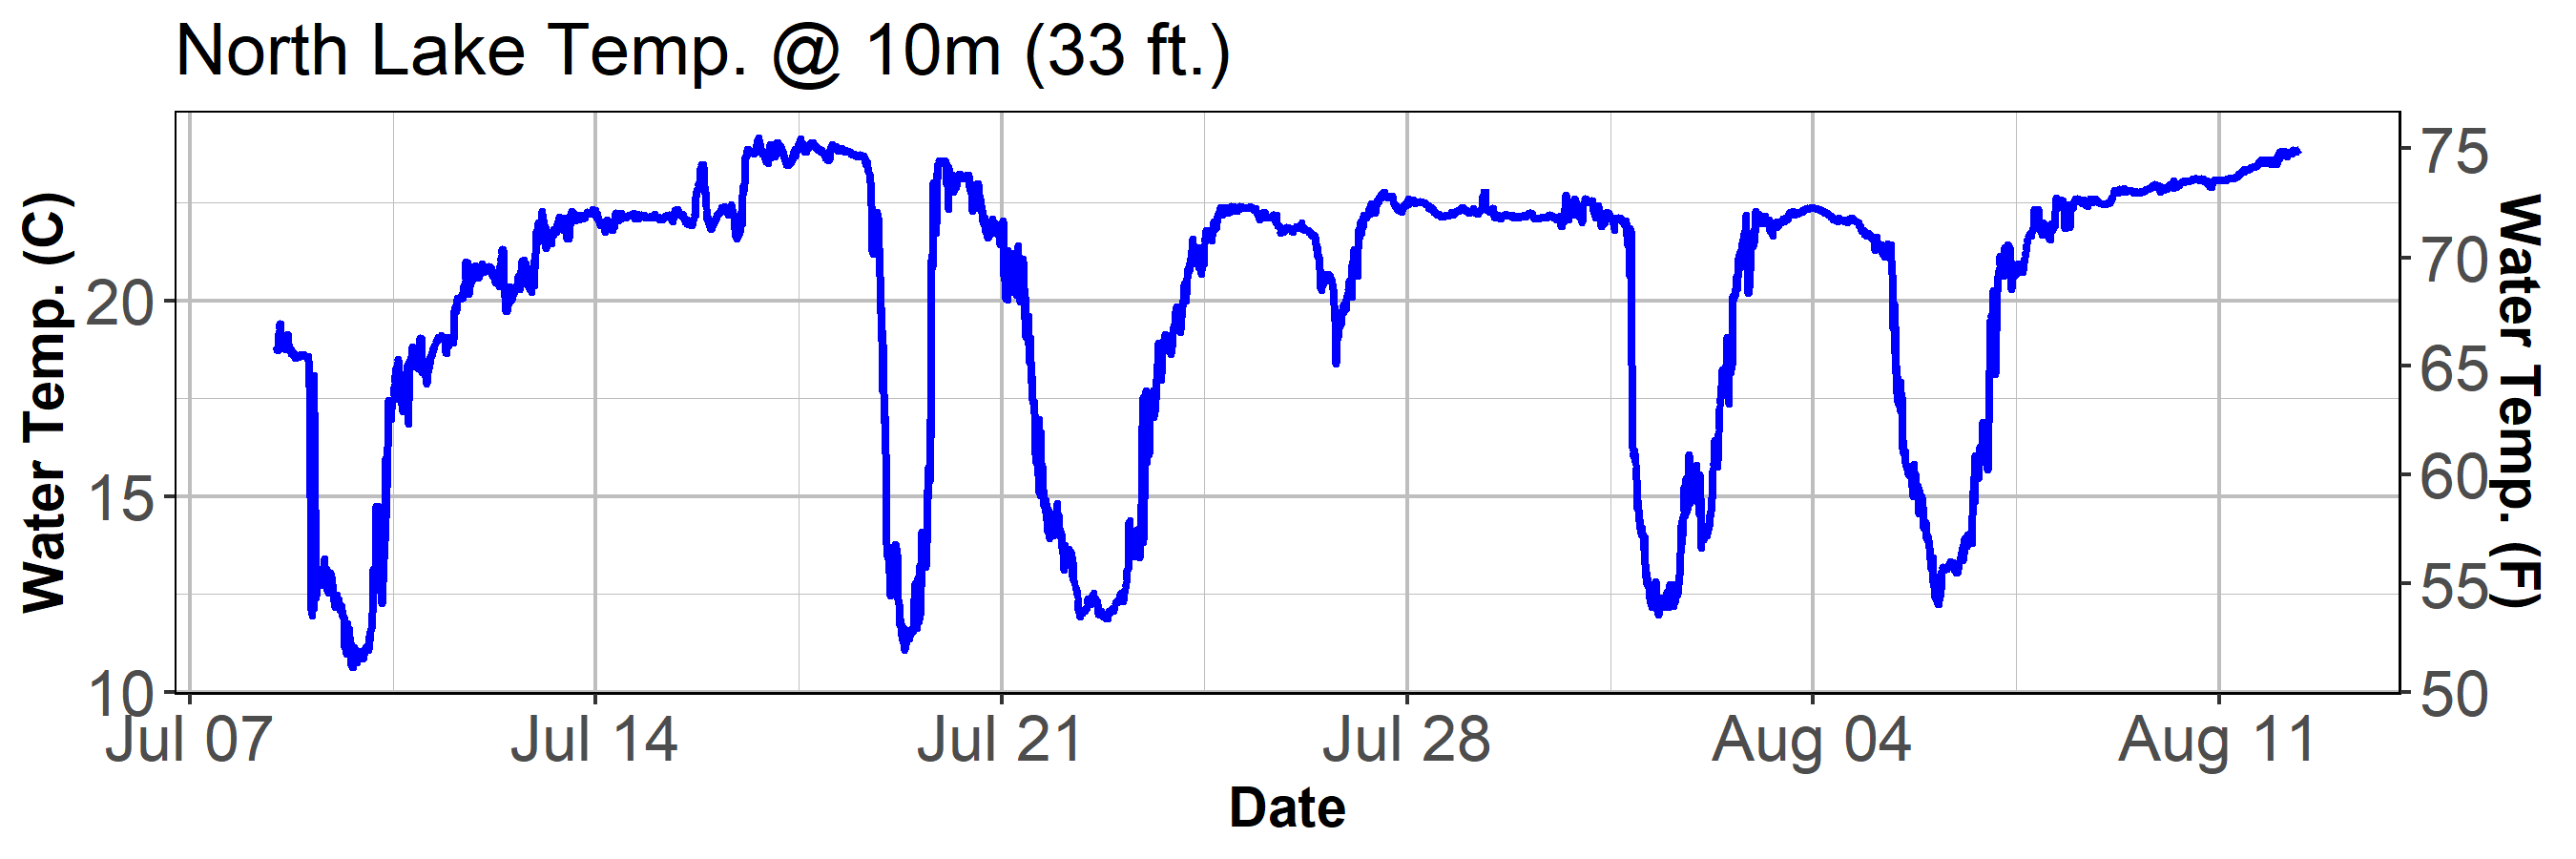 North Lake Temp. @ 10m (33 ft.)
Water Temp. (C)
20
15
10
75
70
65
60
55
50
Water Temp. (F)
Jul 07 Jul 14 Jul 21 Jul 28 Aug 04 Aug 11
Date